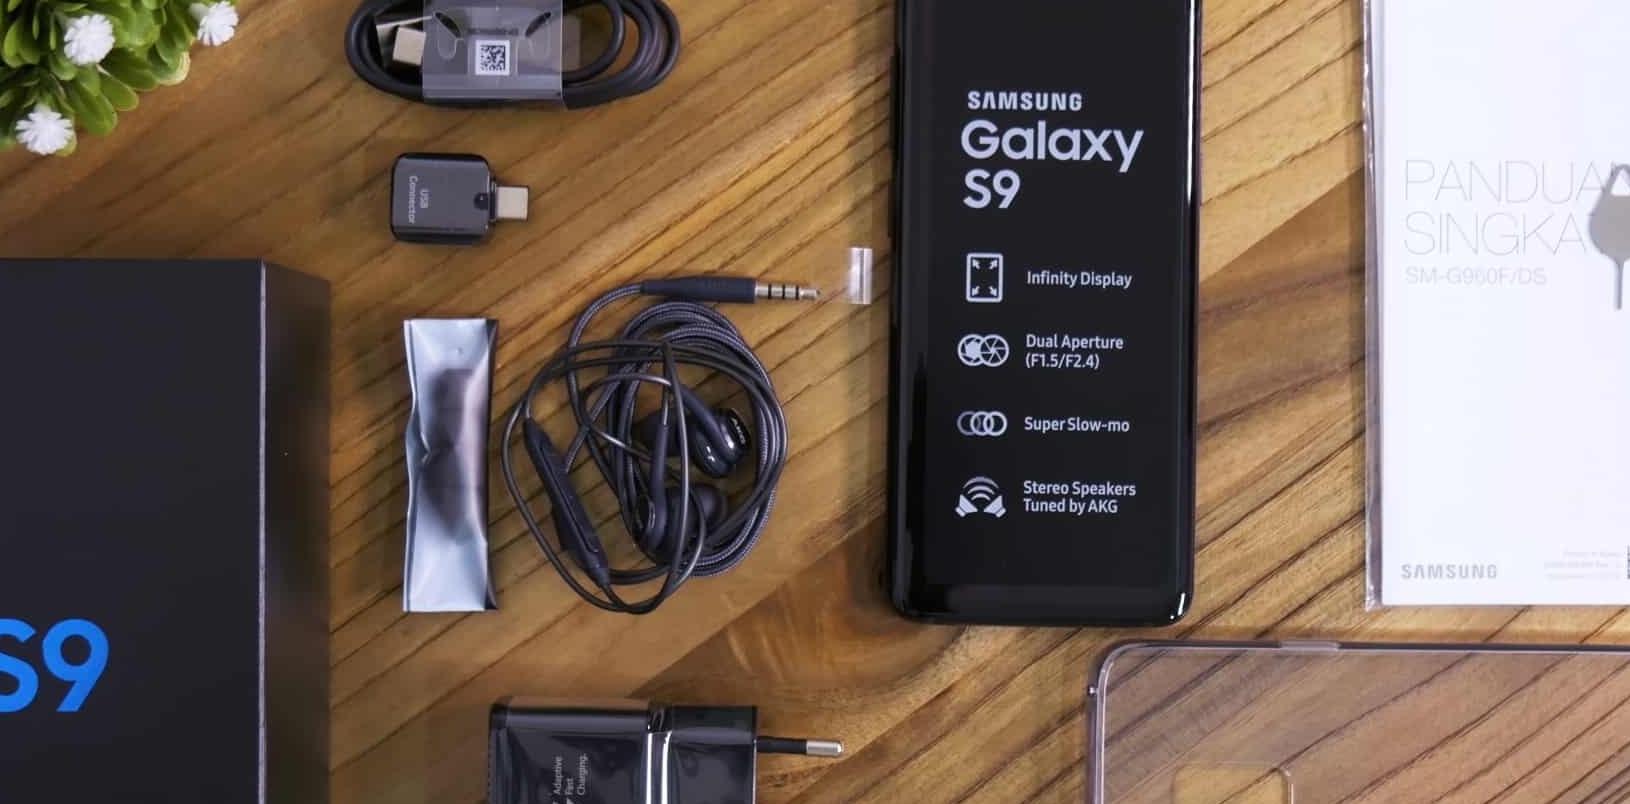 SAMSUNG
Galaxy
S9
Infinity Display
Dual Aperture
(F1.5/F2.4)
Super Slow-mo
Stereo Speakers
Tuned by AKG
USB
Connector
AKG
S9
Adaptive
Fast
Charging.
PANDUA
SINGKA
SM-G960F/DS
SAMSUNG